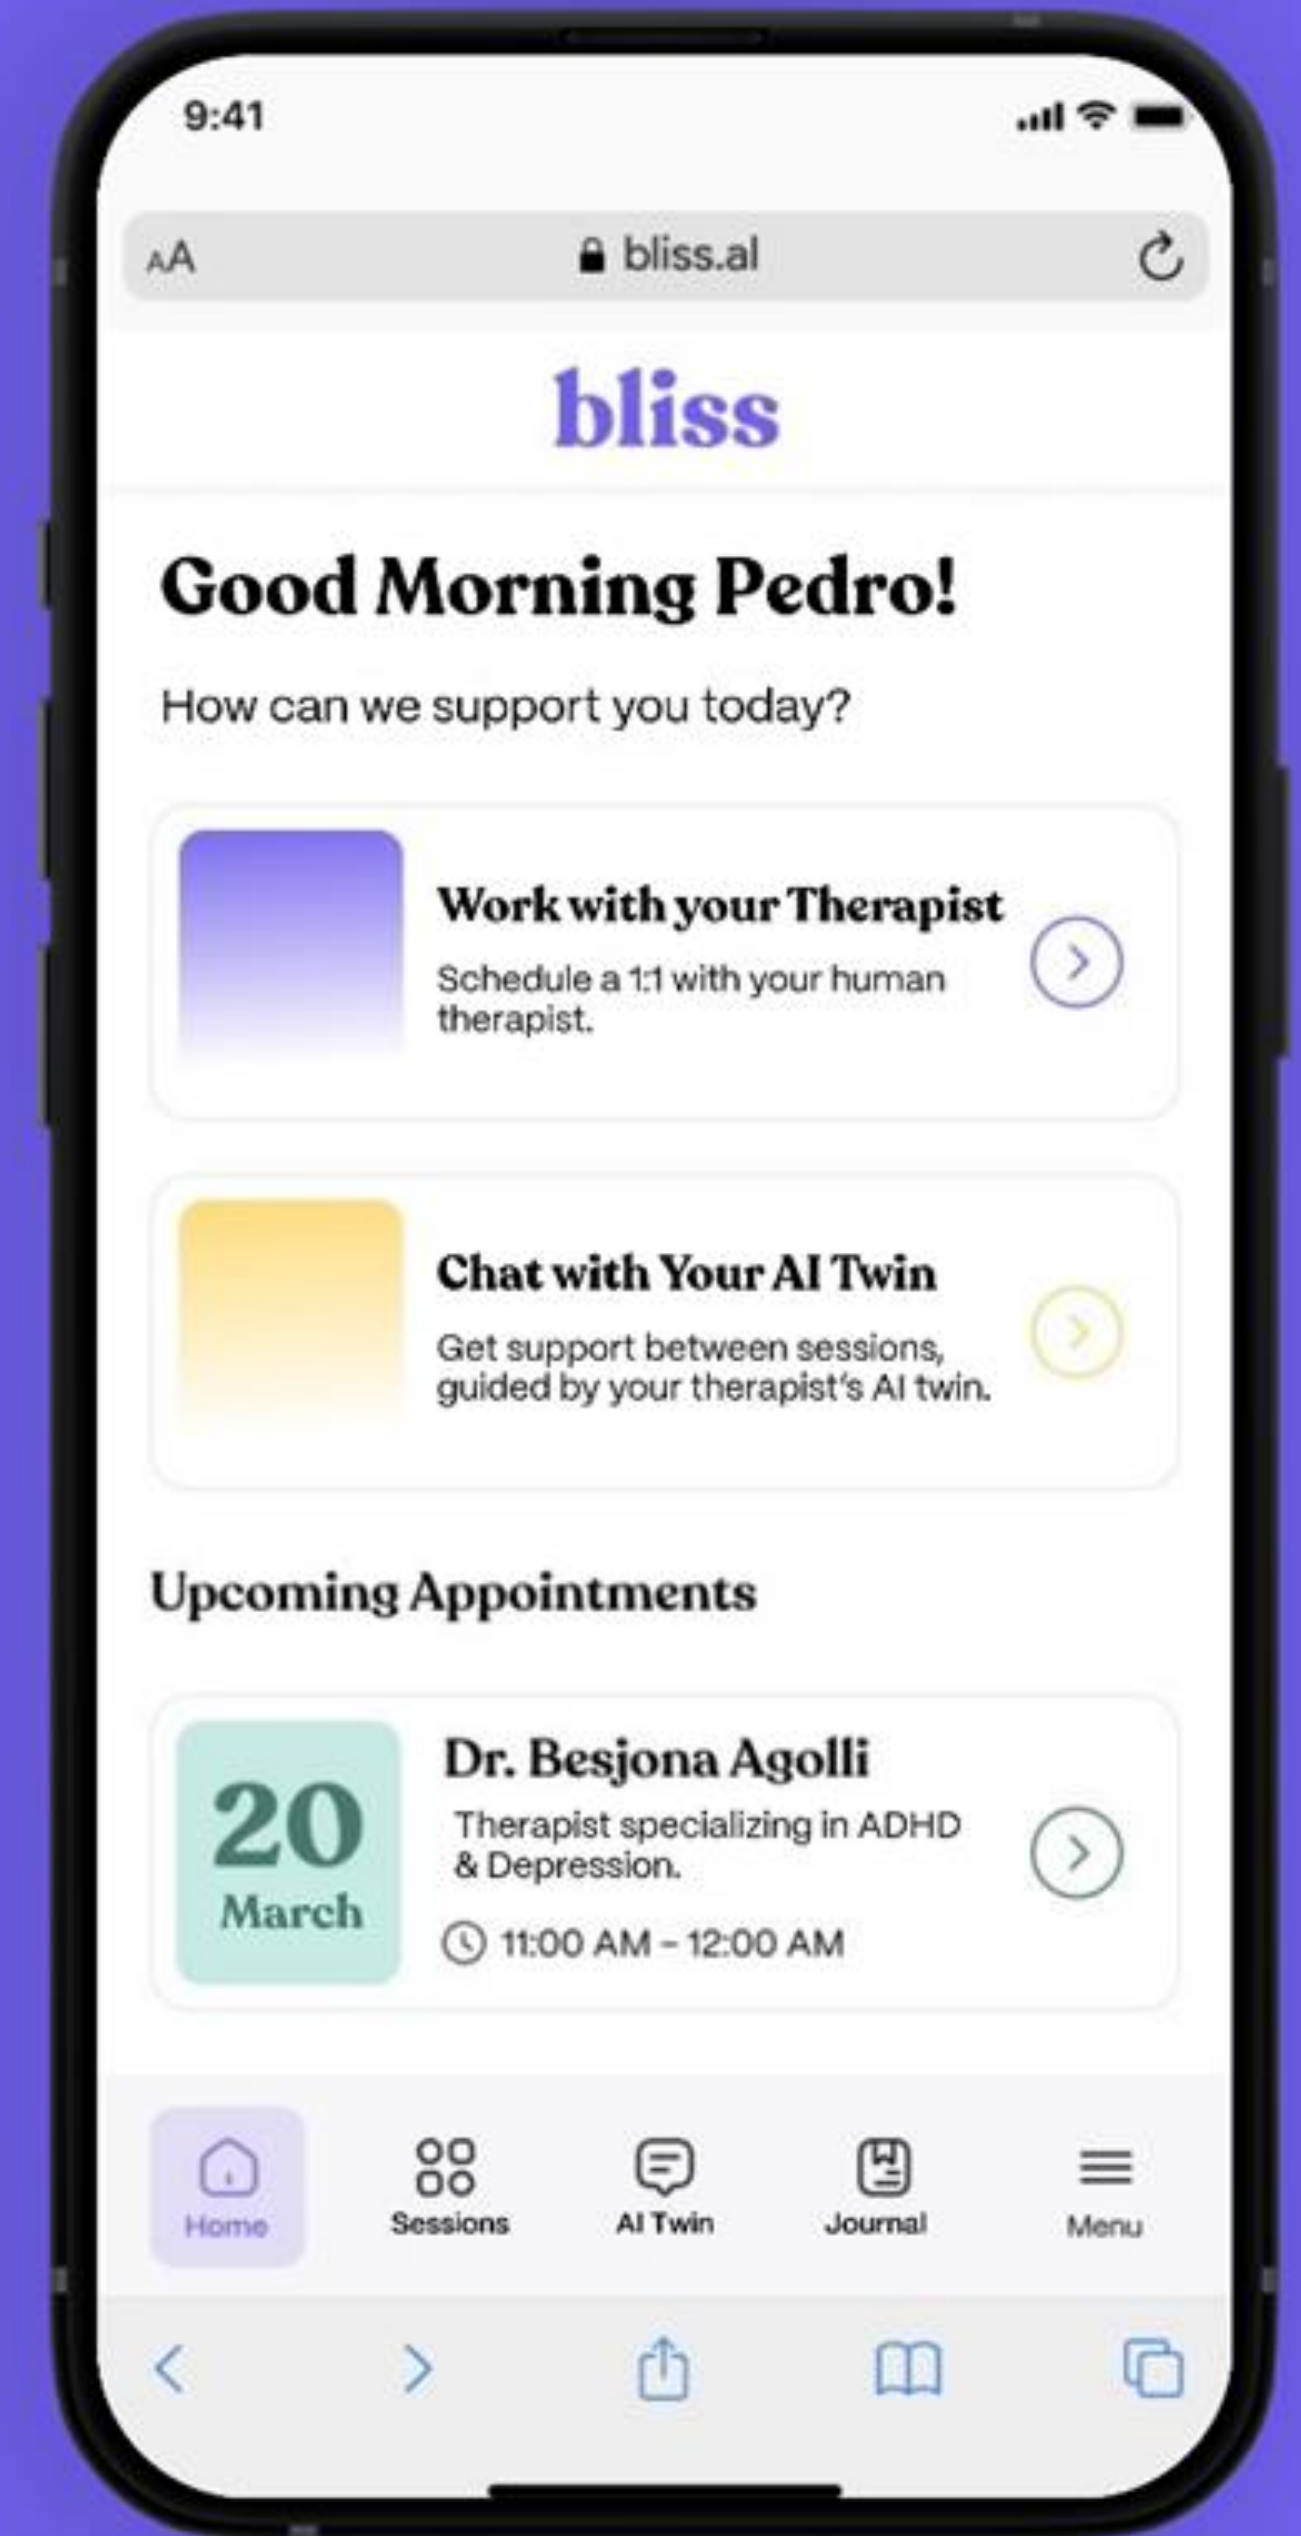 9:41
AA
bliss.al
bliss
Good Morning Pedro!
How can we support you today?
Work with your Therapist
Schedule a 1:1 with your human
therapist.
Chat with Your AI Twin
Get support between sessions,
guided by your therapist's AI twin.
Upcoming Appointments
20
March
Dr. Besjona Agolli
Therapist specializing in ADHD
& Depression.
11:00 AM – 12:00 AM
Home
Sessions
AI Twin
Journal
Menu